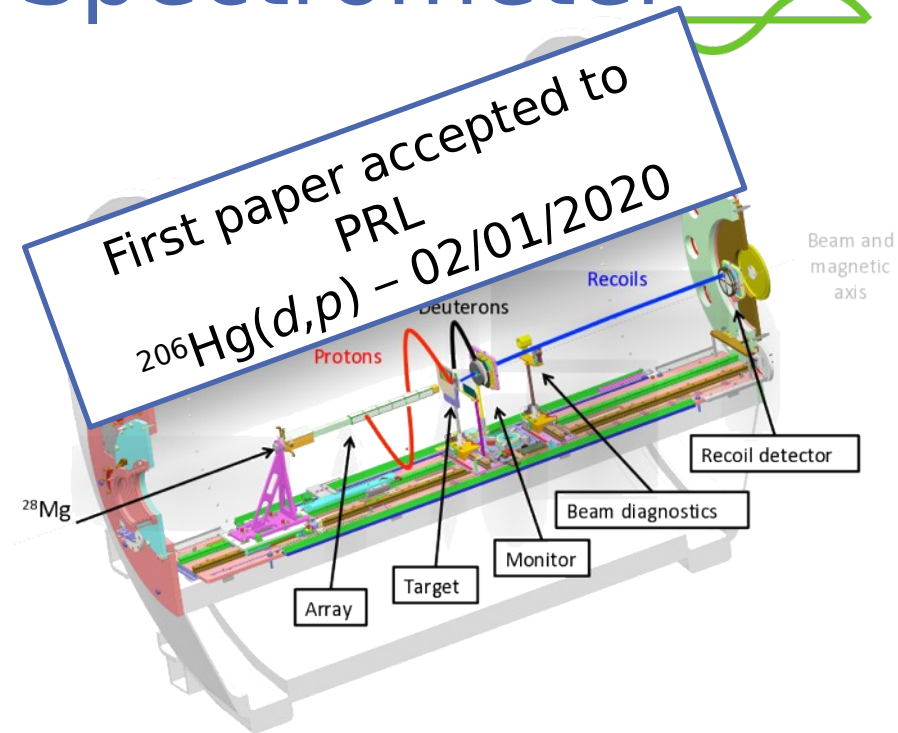 Spectrometer
First paper accepted to
PRL
²⁰⁶Hg(d,p) – 02/01/2020
Beam and
magnetic
axis
Recoils
Deuterons
Protons
Recoil detector
²⁸Mg
Beam diagnostics
Monitor
Target
Array